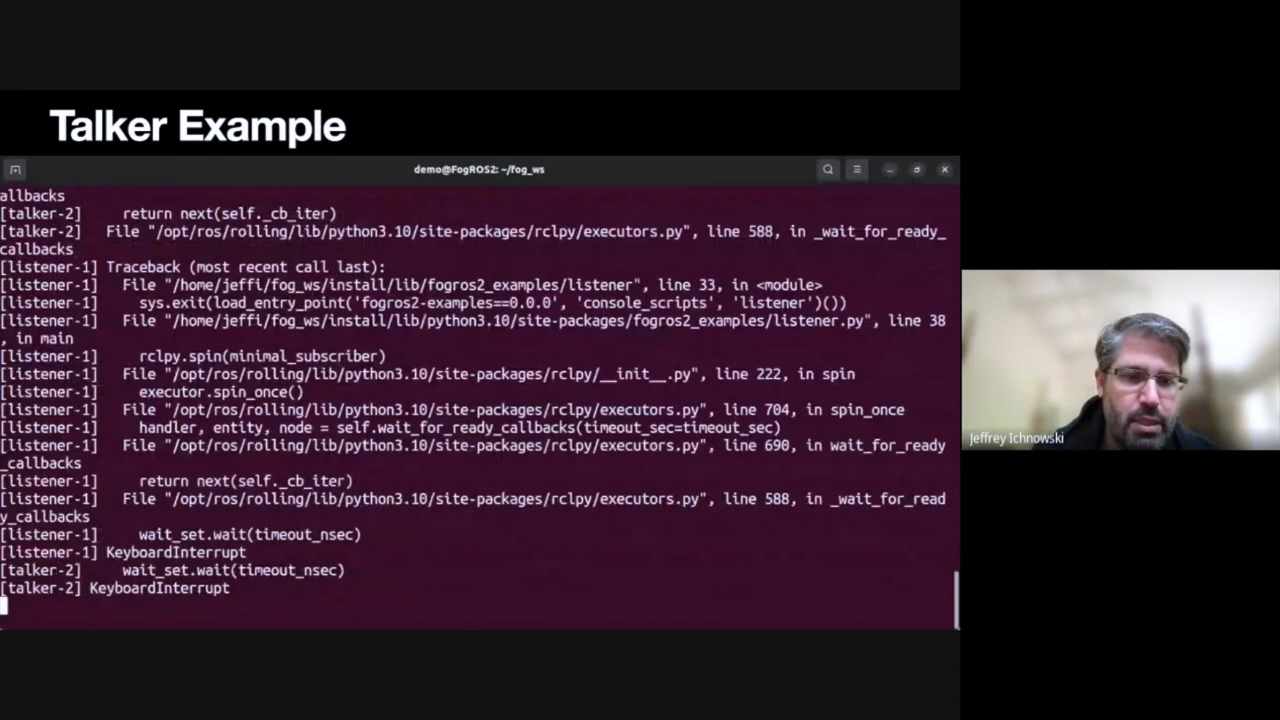 Talker Example
demo@FogROS2: ~/fog_ws
allbacks
[talker-2]     return next(self._cb_iter)
[talker-2]   File "/opt/ros/rolling/lib/python3.10/site-packages/rclpy/executors.py", line 588, in _wait_for_ready_
callbacks
[listener-1] Traceback (most recent call last):
[listener-1]   File "/home/jeffi/fog_ws/install/lib/fogros2_examples/listener", line 33, in <module>
[listener-1]     sys.exit(load_entry_point('fogros2-examples==0.0.0', 'console_scripts', 'listener')())
[listener-1]   File "/home/jeffi/fog_ws/install/lib/python3.10/site-packages/fogros2_examples/listener.py", line 38
, in main
[listener-1]     rclpy.spin(minimal_subscriber)
[listener-1]   File "/opt/ros/rolling/lib/python3.10/site-packages/rclpy/__init__.py", line 222, in spin
[listener-1]     executor.spin_once()
[listener-1]   File "/opt/ros/rolling/lib/python3.10/site-packages/rclpy/executors.py", line 704, in spin_once
[listener-1]     handler, entity, node = self.wait_for_ready_callbacks(timeout_sec=timeout_sec)
[listener-1]   File "/opt/ros/rolling/lib/python3.10/site-packages/rclpy/executors.py", line 690, in wait_for_ready
_callbacks
[listener-1]     return next(self._cb_iter)
[listener-1]   File "/opt/ros/rolling/lib/python3.10/site-packages/rclpy/executors.py", line 588, in _wait_for_read
y_callbacks
[listener-1]     wait_set.wait(timeout_nsec)
[listener-1] KeyboardInterrupt
[talker-2]     wait_set.wait(timeout_nsec)
[talker-2] KeyboardInterrupt
Jeffrey Ichnowski